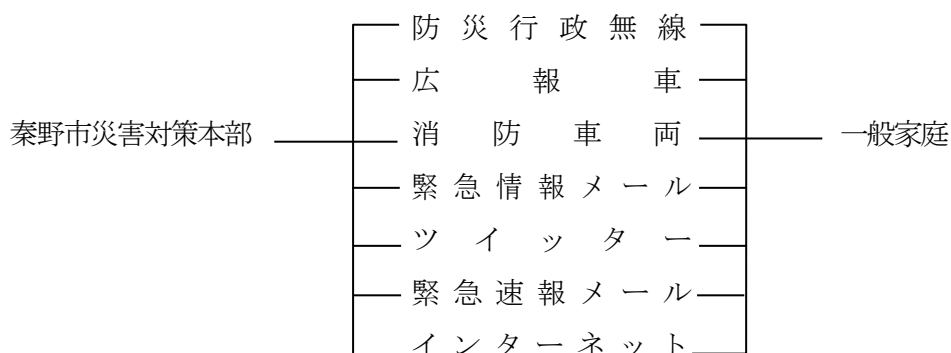 防災行政無線
広報車
秦野市災害対策本部 消防車両 一般家庭
緊急情報メール
ツイッター
緊急速報メール
インターネット